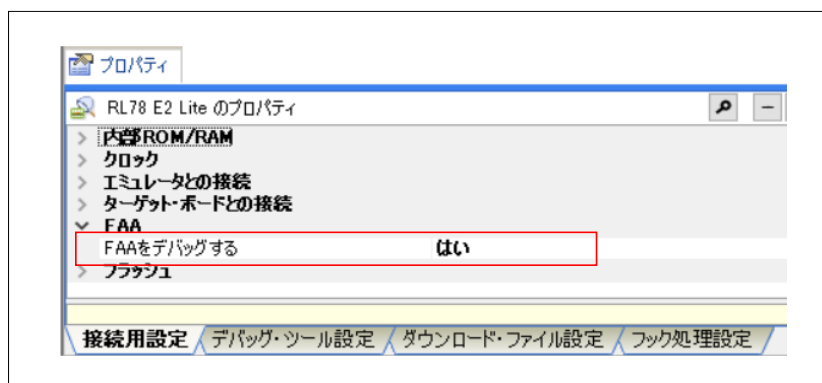 プロパティ
RL78 E2 Lite のプロパティ
内部ROM/RAM
クロック
エミュレータとの接続
ターゲット・ボードとの接続
FAA
FAAをデバッグする はい
フラッシュ
接続用設定 デバッグ・ツール設定 ダウンロード・ファイル設定 フック処理設定